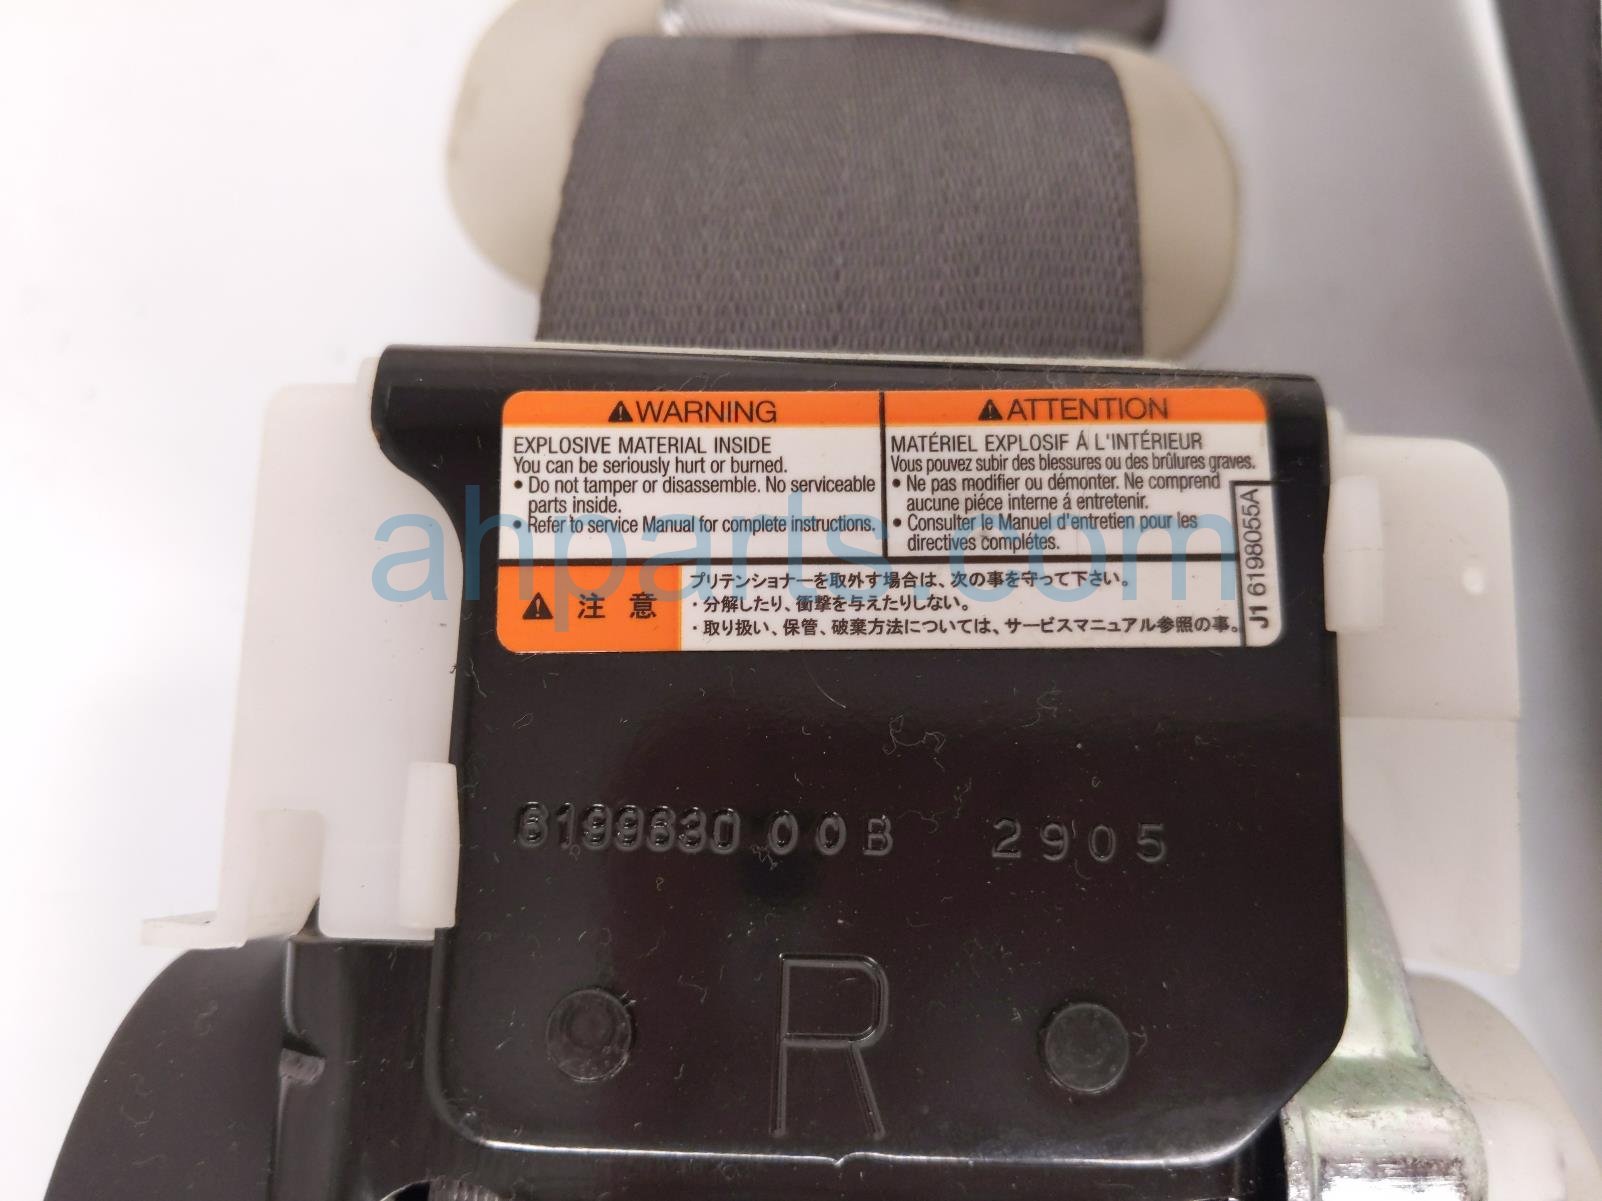 ⚠WARNING
EXPLOSIVE MATERIAL INSIDE
You can be seriously hurt or burned.
• Do not tamper or disassemble. No serviceable
parts inside.
• Refer to service Manual for complete instructions.
⚠ATTENTION
MATÉRIEL EXPLOSIF Á L'INTÉRIEUR
Vous pouvez subir des blessures ou des brûlures graves.
• Ne pas modifier ou démonter. Ne comprend
aucune piéce interne á entretenir.
• Consulter le Manuel d'entretien pour les
directives complétes.
⚠ 注 意
プリテンショナーを取外す場合は、次の事を守って下さい。
・分解したり、衝撃を与えたりしない。
・取り扱い、保管、破棄方法については、サービスマニュアル参照の事。
J1 6198055A
ahparts.com
00B 2905
R